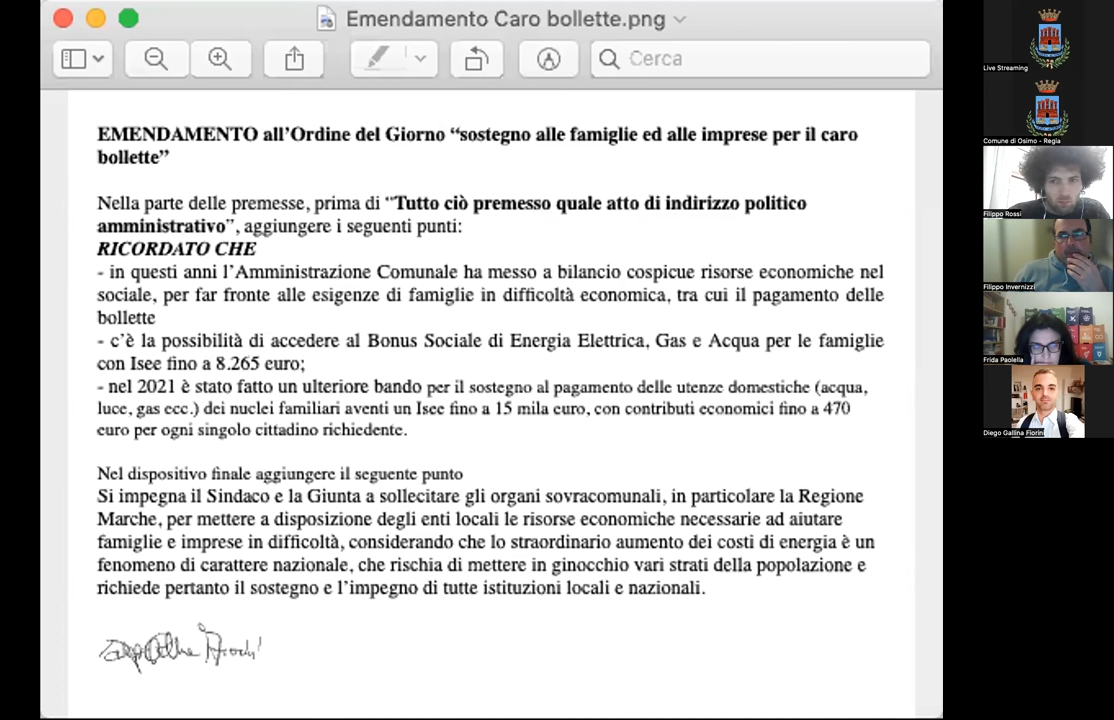 Emendamento Caro bollette.png
Cerca
EMENDAMENTO all'Ordine del Giorno “sostegno alle famiglie ed alle imprese per il caro
bollette”
Nella parte delle premesse, prima di “Tutto ciò premesso quale atto di indirizzo politico
amministrativo”, aggiungere i seguenti punti:
RICORDATO CHE
- in questi anni l'Amministrazione Comunale ha messo a bilancio cospicue risorse economiche nel
sociale, per far fronte alle esigenze di famiglie in difficoltà economica, tra cui il pagamento delle
bollette
- c'è la possibilità di accedere al Bonus Sociale di Energia Elettrica, Gas e Acqua per le famiglie
con Isee fino a 8.265 euro;
- nel 2021 è stato fatto un ulteriore bando per il sostegno al pagamento delle utenze domestiche (acqua,
luce, gas ecc.) dei nuclei familiari aventi un Isee fino a 15 mila euro, con contributi economici fino a 470
euro per ogni singolo cittadino richiedente.
Nel dispositivo finale aggiungere il seguente punto
Si impegna il Sindaco e la Giunta a sollecitare gli organi sovracomunali, in particolare la Regione
Marche, per mettere a disposizione degli enti locali le risorse economiche necessarie ad aiutare
famiglie e imprese in difficoltà, considerando che lo straordinario aumento dei costi di energia è un
fenomeno di carattere nazionale, che rischia di mettere in ginocchio vari strati della popolazione e
richiede pertanto il sostegno e l'impegno di tutte istituzioni locali e nazionali.
Live Streaming
Comune di Osimo - Regia
Filippo Rossi
Filippo Invernizzi
Frida Paolella
Diego Gallina Fiorini